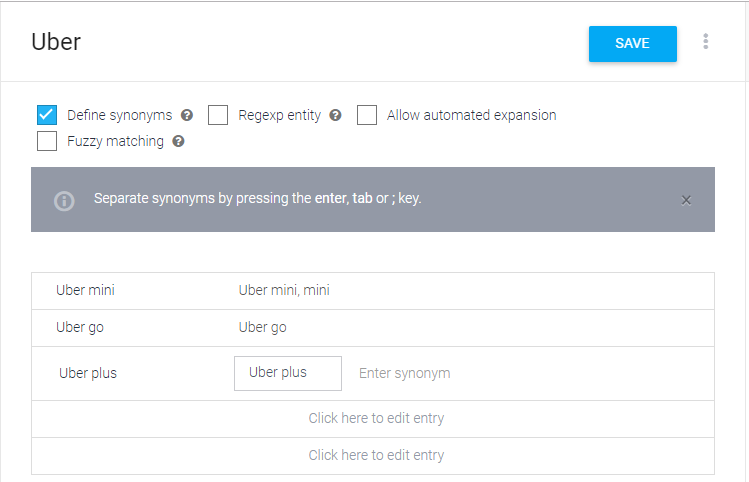 Uber
SAVE
Define synonyms ? Regexp entity ? Allow automated expansion
Fuzzy matching ?
Separate synonyms by pressing the enter, tab or ; key.
Uber mini Uber mini, mini
Uber go Uber go
Uber plus Uber plus Enter synonym
Click here to edit entry
Click here to edit entry